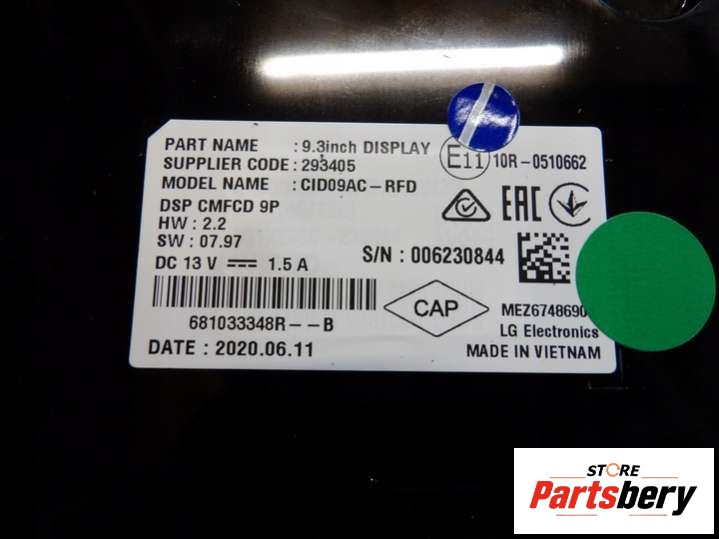 PART NAME : 9.3inch DISPLAY
SUPPLIER CODE : 293405
MODEL NAME : CID09AC-RFD
DSP CMFCD 9P
HW : 2.2
SW : 07.97
DC 13 V ⎓ 1.5 A
E11 10R-0510662
EAC
S/N : 006230844
681033348R--B
DATE : 2020.06.11
CAP
LG Electronics
MADE IN VIETNAM
STORE
Partsbery